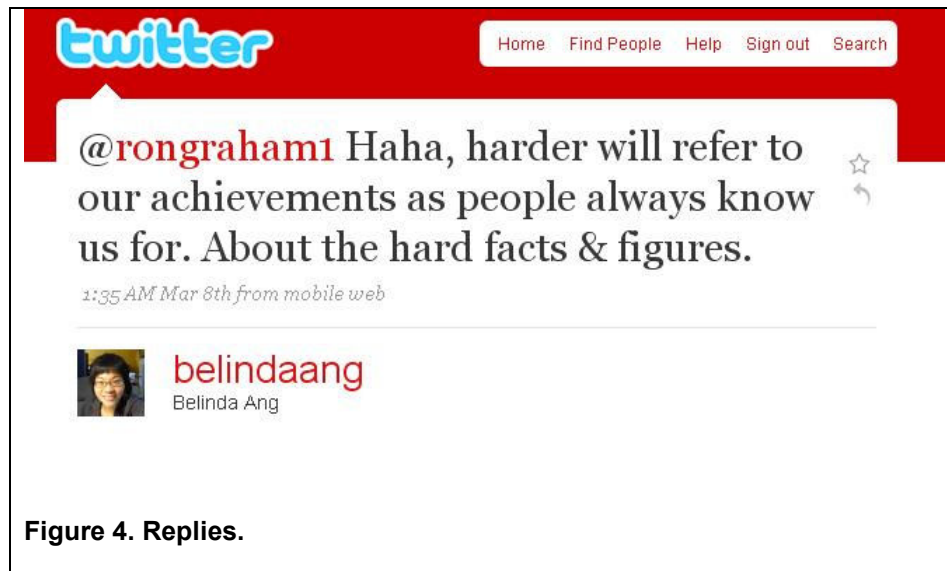 twitter
Home Find People Help Sign out Search
@rongraham1 Haha, harder will refer to
our achievements as people always know
us for. About the hard facts & figures.
1:35 AM Mar 8th from mobile web
belindaang
Belinda Ang
Figure 4. Replies.